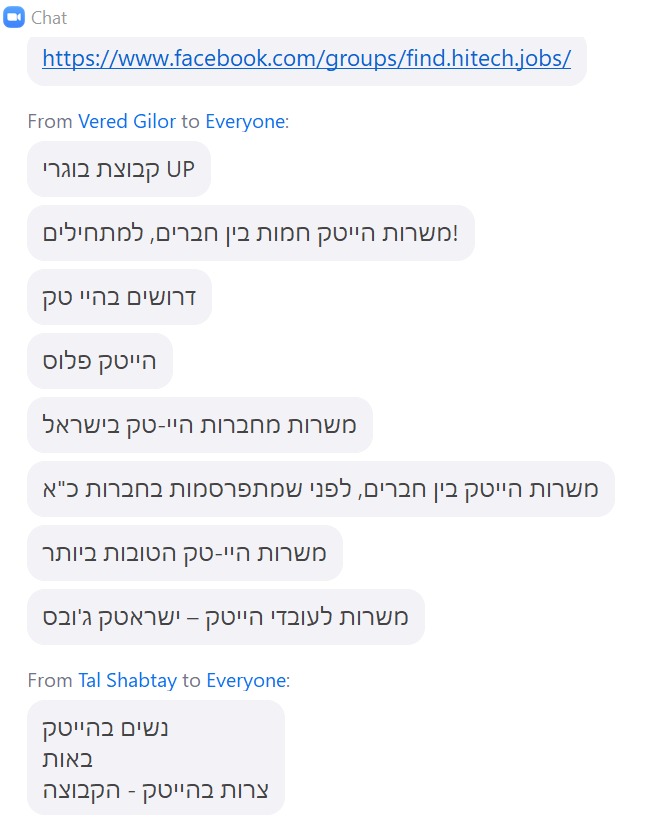 Chat
https://www.facebook.com/groups/find.hitech.jobs/
From Vered Gilor to Everyone:
קבוצת בוגרי UP
משרות הייטק חמות בין חברים, למתחילים!
דרושים בהיי טק
הייטק פלוס
משרות מחברות היי-טק בישראל
משרות הייטק בין חברים, לפני שמתפרסמות בחברות כ"א
משרות היי-טק הטובות ביותר
משרות לעובדי הייטק – ישראטק ג'ובס
From Tal Shabtay to Everyone:
נשים בהייטק
באות
צרות בהייטק - הקבוצה